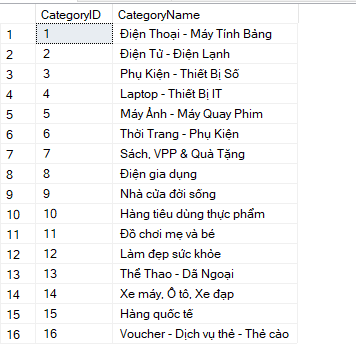 CategoryID CategoryName
1 1 Điện Thoại - Máy Tính Bảng
2 2 Điện Tử - Điện Lạnh
3 3 Phụ Kiện - Thiết Bị Số
4 4 Laptop - Thiết Bị IT
5 5 Máy Ảnh - Máy Quay Phim
6 6 Thời Trang - Phụ Kiện
7 7 Sách, VPP & Quà Tặng
8 8 Điện gia dụng
9 9 Nhà cửa đời sống
10 10 Hàng tiêu dùng thực phẩm
11 11 Đồ chơi mẹ và bé
12 12 Làm đẹp sức khỏe
13 13 Thể Thao - Dã Ngoại
14 14 Xe máy, Ô tô, Xe đạp
15 15 Hàng quốc tế
16 16 Voucher - Dịch vụ thẻ - Thẻ cào